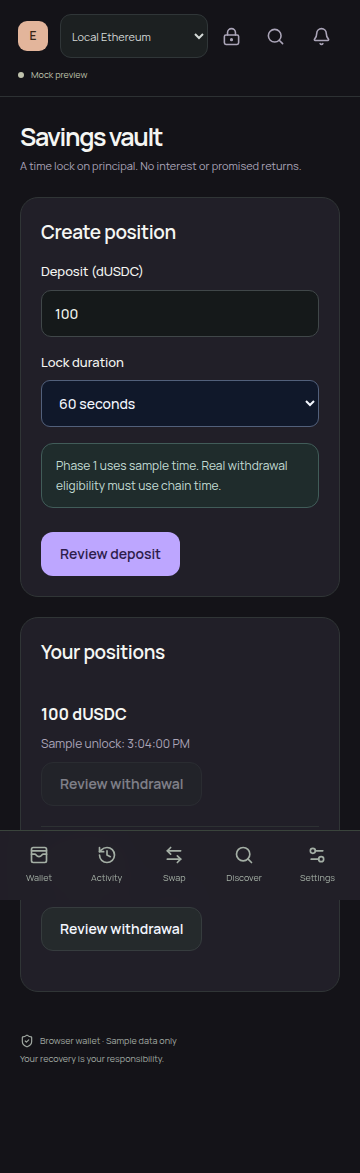 E
Local Ethereum
Mock preview
Savings vault
A time lock on principal. No interest or promised returns.
Create position
Deposit (dUSDC)
100
Lock duration
60 seconds
Phase 1 uses sample time. Real withdrawal
eligibility must use chain time.
Review deposit
Your positions
100 dUSDC
Sample unlock: 3:04:00 PM
Review withdrawal
Wallet
Activity
Swap
Discover
Settings
Review withdrawal
Browser wallet · Sample data only
Your recovery is your responsibility.